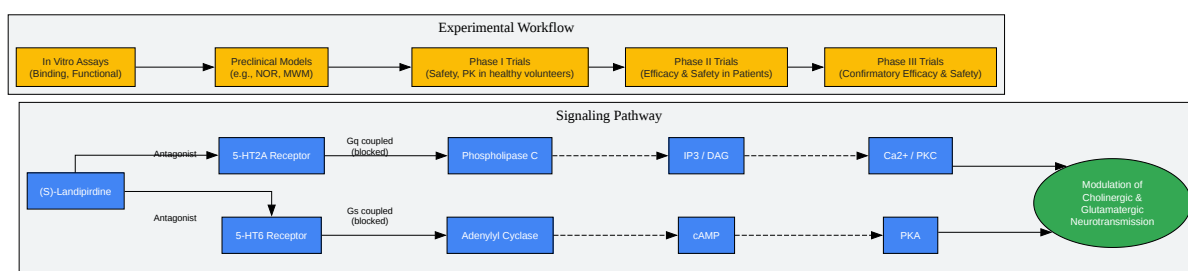 Experimental Workflow
In Vitro Assays
(Binding, Functional)
Preclinical Models
(e.g., NOR, MWM)
Phase I Trials
(Safety, PK in healthy volunteers)
Phase II Trials
(Efficacy & Safety in Patients)
Phase III Trials
(Confirmatory Efficacy & Safety)
Signaling Pathway
(S)-Landipirdine
Antagonist
5-HT2A Receptor
Gq coupled
(blocked)
Phospholipase C
IP3 / DAG
Ca2+ / PKC
Antagonist
5-HT6 Receptor
Gs coupled
(blocked)
Adenylyl Cyclase
cAMP
PKA
Modulation of
Cholinergic &
Glutamatergic
Neurotransmission